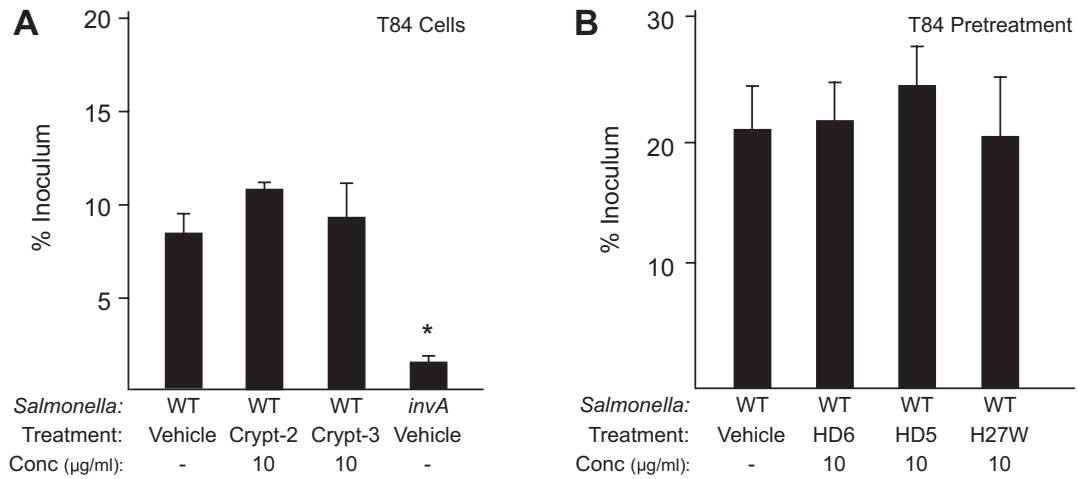 A
T84 Cells
% Inoculum
20
15
10
5
*
Salmonella: WT WT WT invA
Treatment: Vehicle Crypt-2 Crypt-3 Vehicle
Conc (µg/ml): - 10 10 -
B
T84 Pretreatment
% Inoculum
30
20
10
WT WT WT WT
Treatment: Vehicle HD6 HD5 H27W
Conc (µg/ml): - 10 10 10
Salmonella: